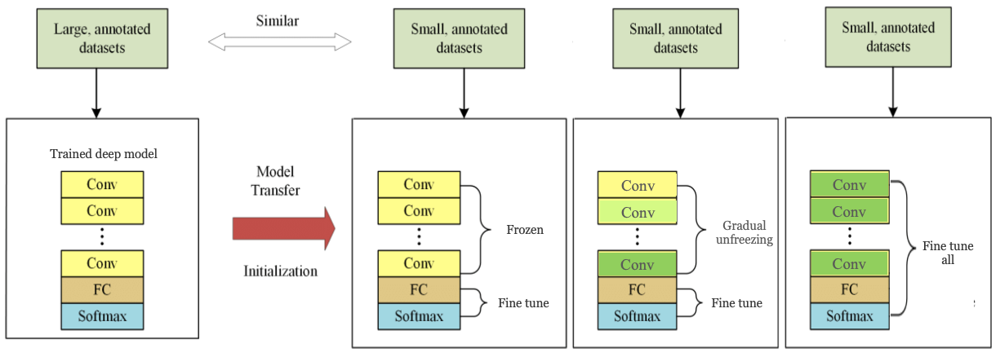 Large, annotated
datasets
Similar
Small, annotated
datasets
Small, annotated
datasets
Small, annotated
datasets
Trained deep model
Conv
Conv
Conv
FC
Softmax
Model
Transfer
Initialization
Conv
Conv
Conv
FC
Softmax
Frozen
Fine tune
Conv
Conv
Conv
FC
Softmax
Gradual
unfreezing
Fine tune
Conv
Conv
Conv
FC
Softmax
Fine tune
all